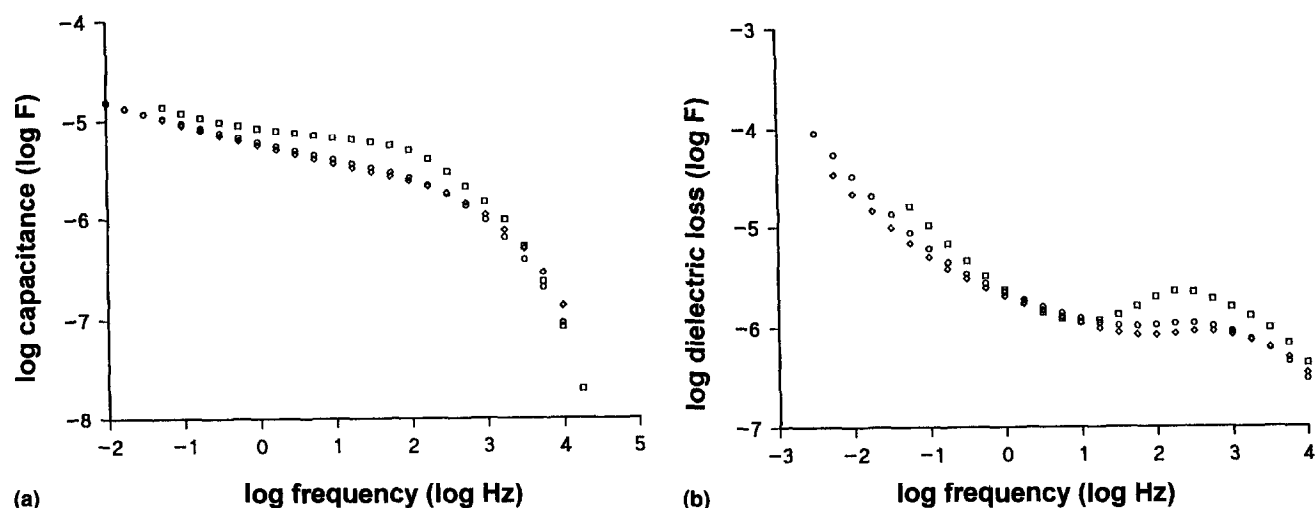 −4
−5
−6
−7
−8
−2 −1 0 1 2 3 4 5
log capacitance (log F)
log frequency (log Hz)
(a)
−3
−4
−5
−6
−7
−3 −2 −1 0 1 2 3 4
log dielectric loss (log F)
log frequency (log Hz)
(b)